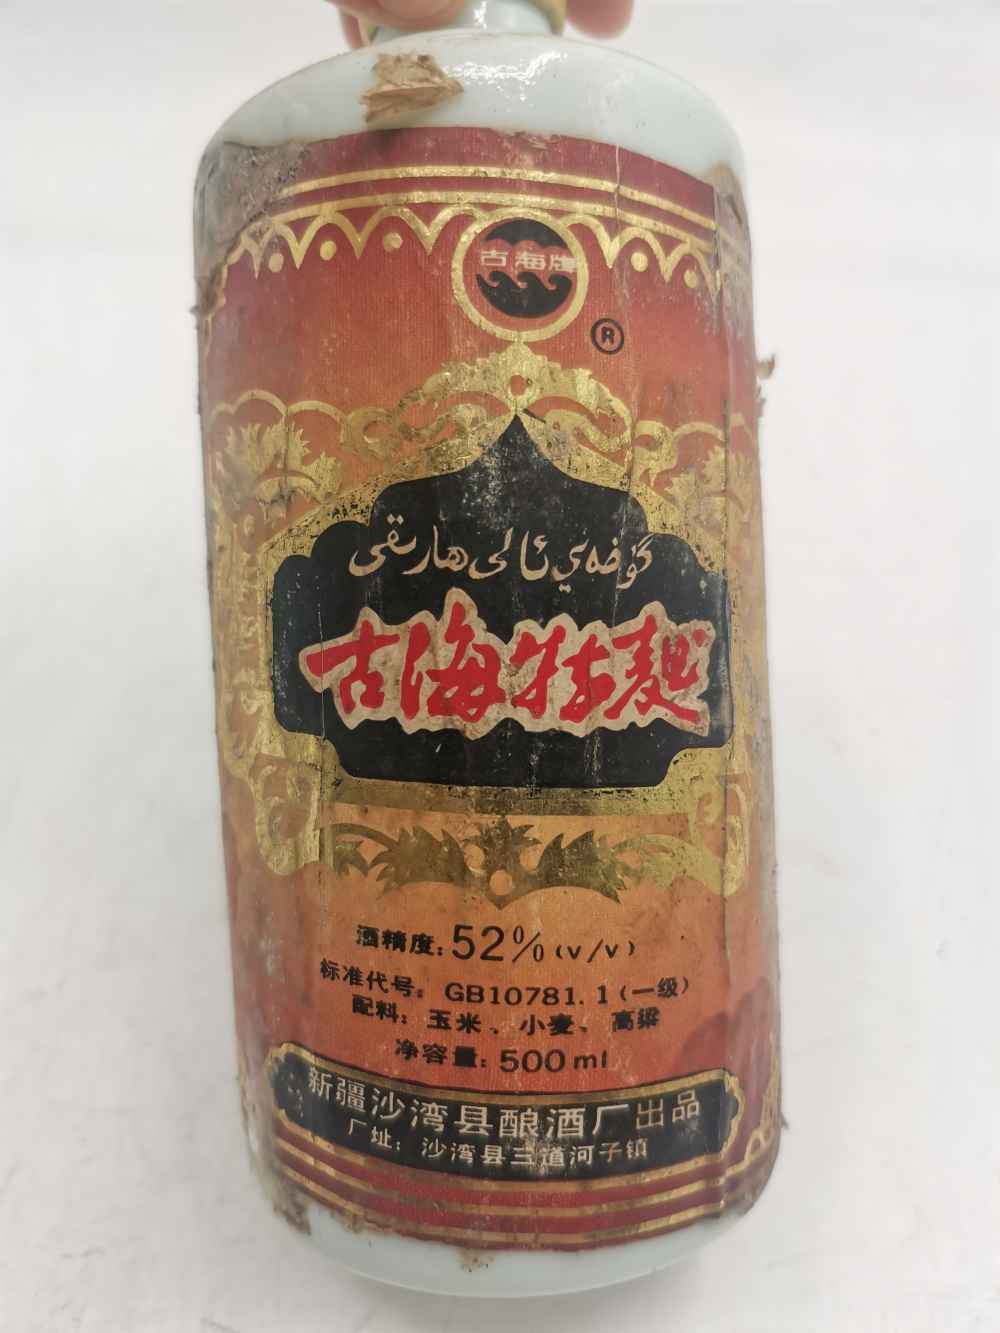 古海牌
®
گۇخەي ئالىي ھارىقى
古海特麯
酒精度：52%（v/v）
标准代号：GB10781.1（一级）
配料：玉米、小麦、高粱
净容量：500ml
新疆沙湾县酿酒厂出品
厂址：沙湾县三道河子镇